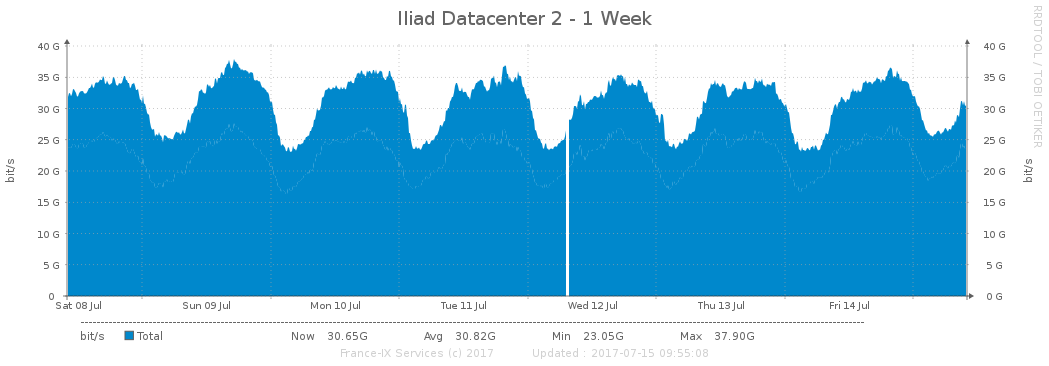 Iliad Datacenter 2 - 1 Week
RRDTOOL / TOBI OETIKER
40 G 40 G
35 G 35 G
30 G 30 G
25 G 25 G
20 G 20 G
15 G 15 G
10 G 10 G
5 G 5 G
0 0 G
bit/s bit/s
Sat 08 Jul Sun 09 Jul Mon 10 Jul Tue 11 Jul Wed 12 Jul Thu 13 Jul Fri 14 Jul
bit/s Total Now 30.65G Avg 30.82G Min 23.05G Max 37.90G
France-IX Services (c) 2017 Updated : 2017-07-15 09:55:08